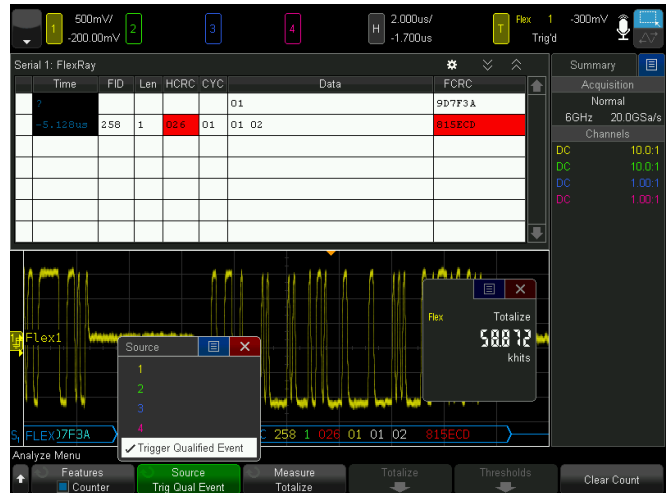 1 500mV/ 2 3 4 H 2.000us/ T Flex 1 -300mV
-200.00mV -1.700us Trig'd
Serial 1: FlexRay
Time FID Len HCRC CYC Data FCRC
? 01 9D7F3A
-5.128us 258 1 026 01 01 02 815ECD
Summary
Acquisition
Normal
6GHz 20.0GSa/s
Channels
DC 10.0:1
DC 10.0:1
DC 1.00:1
DC 1.00:1
Flex Totalize
58.872
khits
Flex1
Source
1
2
3
4
✓ Trigger Qualified Event
S1 FLEX 7F3A 258 1 026 01 01 02 815ECD
Analyze Menu
Features Source Measure Totalize Thresholds Clear Count
Counter Trig Qual Event Totalize